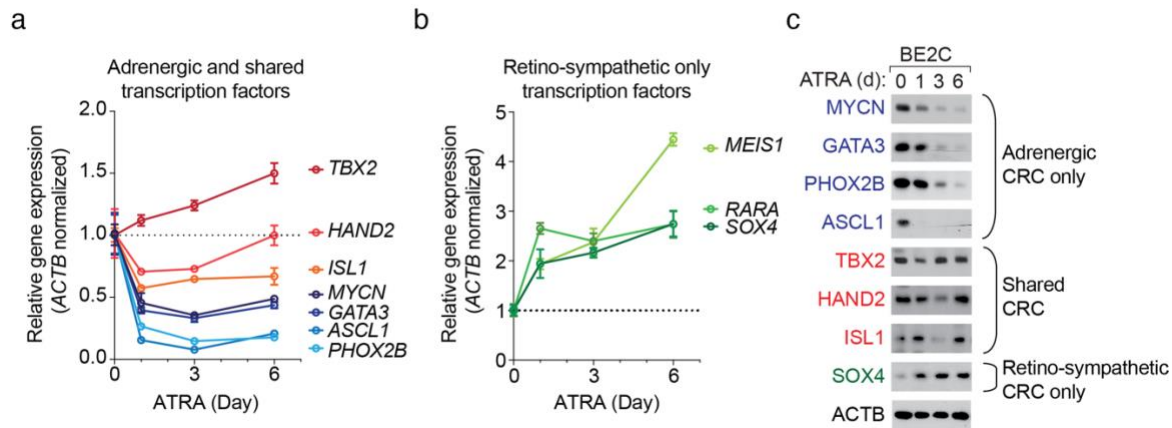 a
Adrenergic and shared
transcription factors
Relative gene expression
(ACTB normalized)
2.0
1.5
1.0
0.5
0.0
0
3
6
ATRA (Day)
TBX2
HAND2
ISL1
MYCN
GATA3
ASCL1
PHOX2B
b
Retino-sympathetic only
transcription factors
Relative gene expression
(ACTB normalized)
5
4
3
2
1
0
0
3
6
ATRA (Day)
MEIS1
RARA
SOX4
c
BE2C
ATRA (d): 0 1 3 6
MYCN
GATA3
PHOX2B
ASCL1
Adrenergic
CRC only
TBX2
HAND2
ISL1
Shared
CRC
SOX4
Retino-sympathetic
CRC only
ACTB